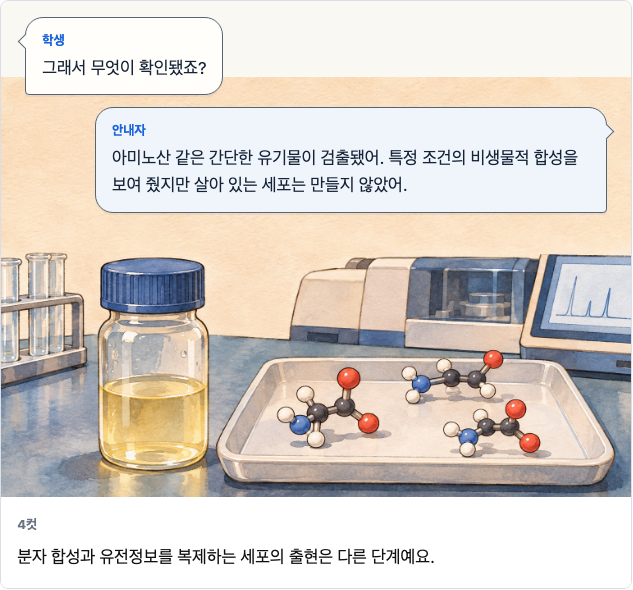 학생
그래서 무엇이 확인됐죠?
안내자
아미노산 같은 간단한 유기물이 검출됐어. 특정 조건의 비생물적 합성을
보여 줬지만 살아 있는 세포는 만들지 않았어.
4컷
분자 합성과 유전정보를 복제하는 세포의 출현은 다른 단계예요.